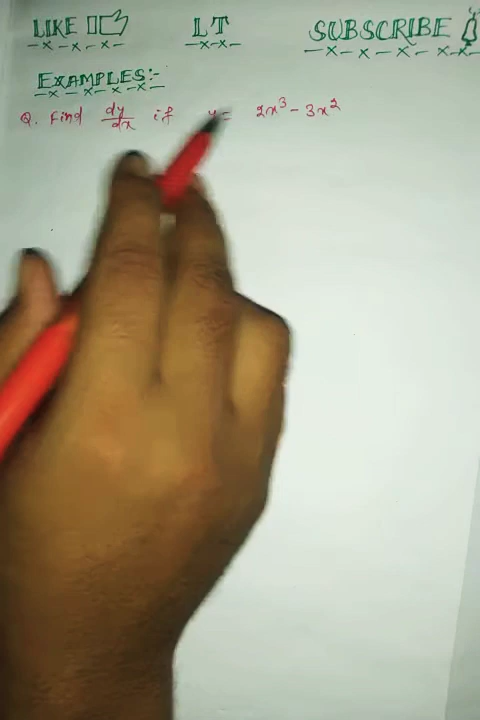 LIKE LT SUBSCRIBE
EXAMPLES:-
Q. Find dy/dx if y = 2x³ - 3x²